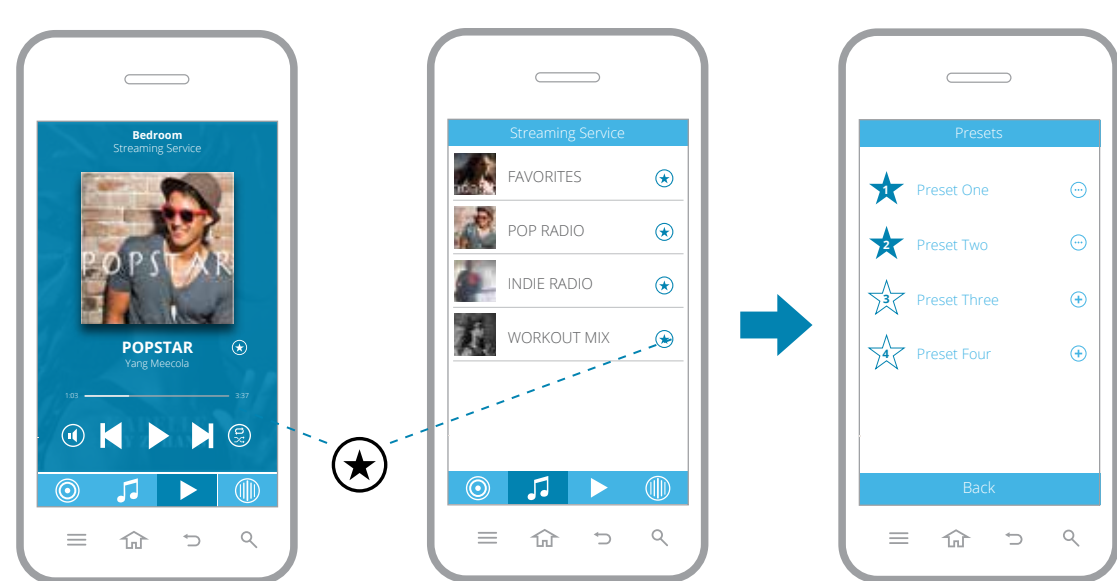 Bedroom
Streaming Service
POPSTAR
POPSTAR
Yang Meecola
1:03
3:37
Streaming Service
FAVORITES
POP RADIO
INDIE RADIO
WORKOUT MIX
Presets
1 Preset One
2 Preset Two
3 Preset Three
4 Preset Four
Back